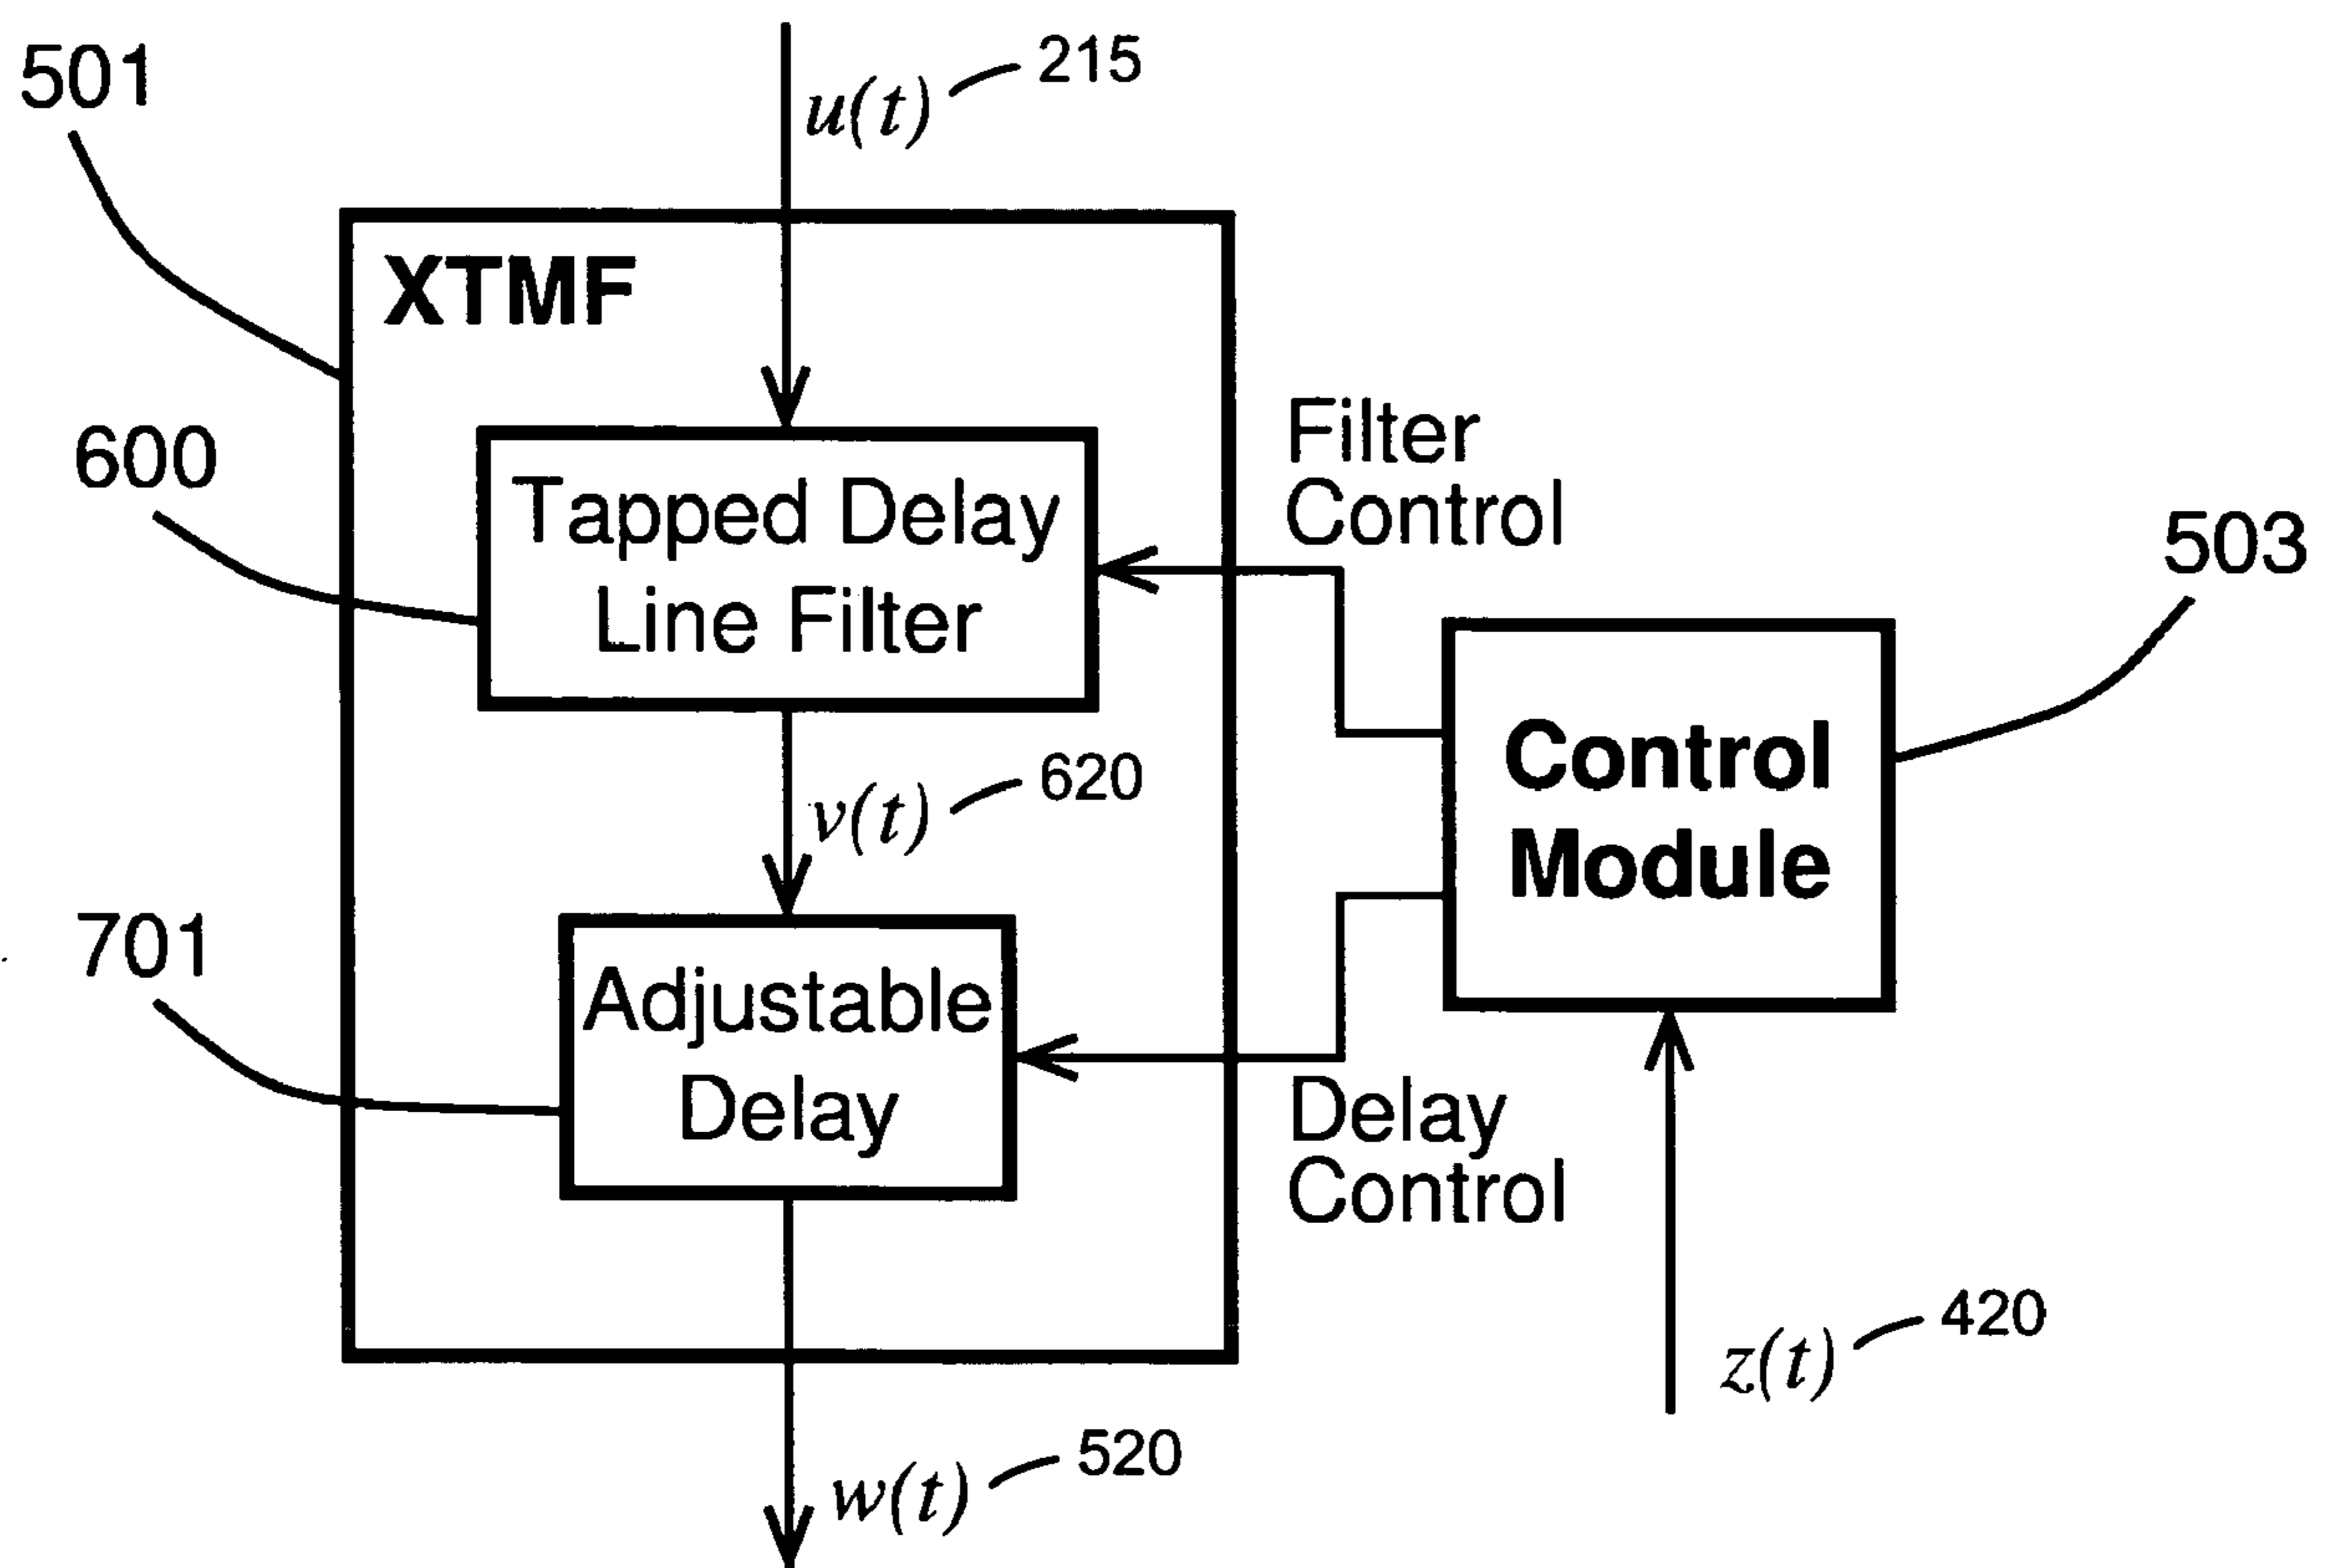 501
u(t)
215
XTMF
600
Tapped Delay
Line Filter
Filter
Control
503
Control
Module
v(t)
620
701
Adjustable
Delay
Delay
Control
z(t)
420
w(t)
520